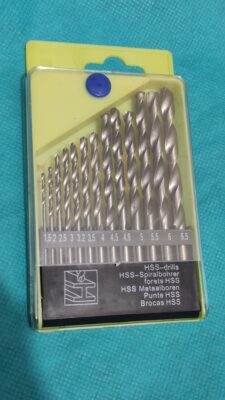 1.5 2 2.5 3 3.2 3.5 4 4.5 4.8 5 5.5 6 6.5
HSS-drills
HSS-Spiralbohrer
forets HSS
HSS Metaalboren
Punte HSS
Brocas HSS